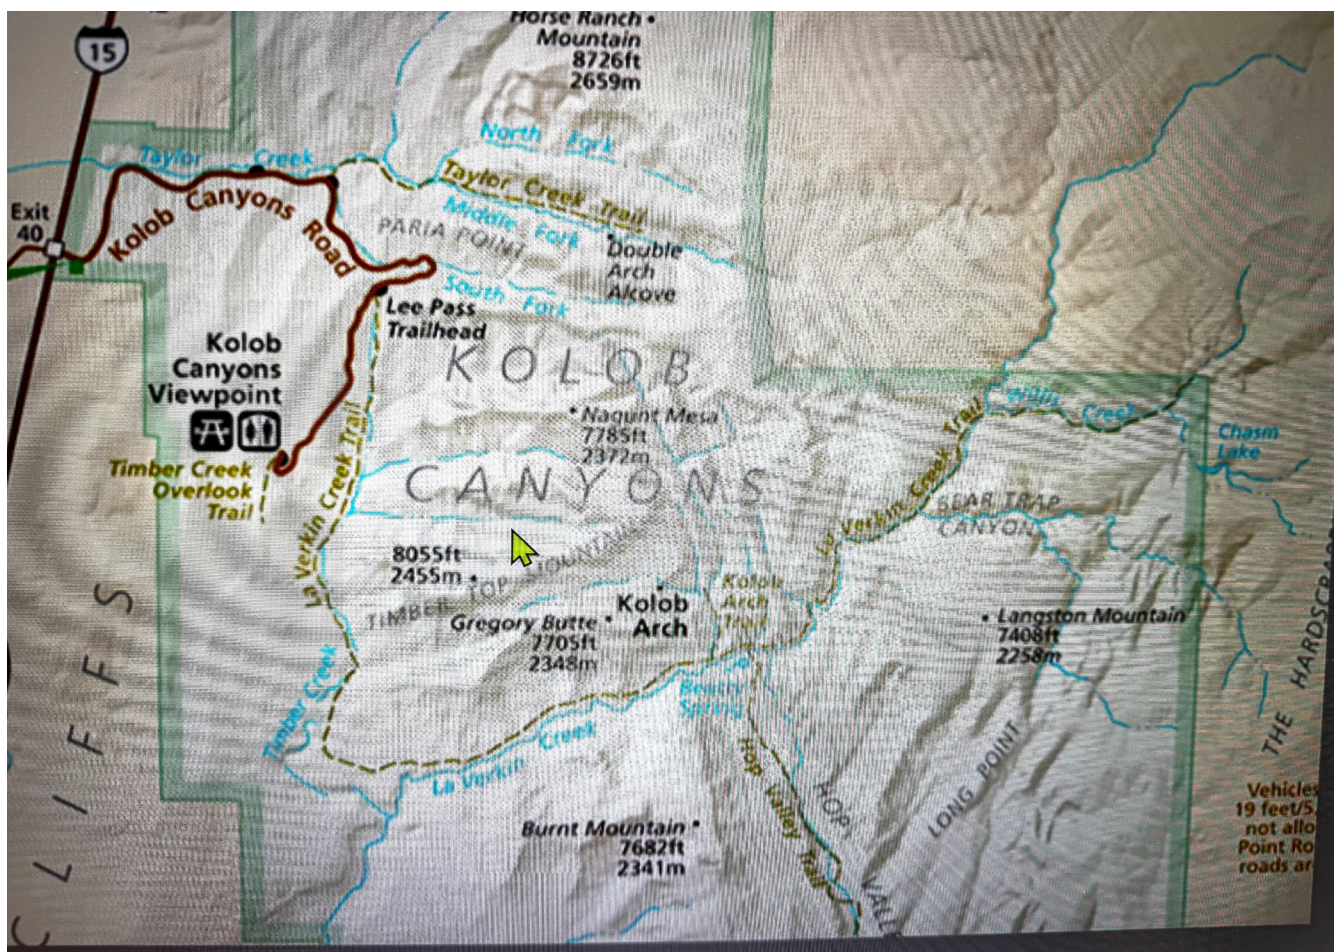 Horse Ranch
Mountain
8726ft
2659m
15
North Fork
Taylor Creek
Taylor Creek Trail
Exit
40
Kolob Canyons Road
Middle Fork
PARIA POINT
Double
Arch
Alcove
South Fork
Lee Pass
Trailhead
Kolob
Canyons
Viewpoint
KOLOB
CANYONS
Nagunt Mesa
7785ft
2372m
Willis Creek
Chasm
Lake
Timber Creek
Overlook
Trail
La Verkin Creek Trail
La Verkin Creek Trail
BEAR TRAP
CANYON
8055ft
2455m
TIMBER TOP MOUNTAIN
Kolob
Arch
Trail
Kolob
Arch
Gregory Butte
7705ft
2348m
Langston Mountain
7408ft
2258m
Timber Creek
Beatty
Spring
La Verkin Creek
Hop Valley Trail
HOP
VALL
LONG POINT
THE HARDSCRAB
CLIFFS
Burnt Mountain
7682ft
2341m
Vehicles
19 feet/5.
not allo
Point Ro
roads ar